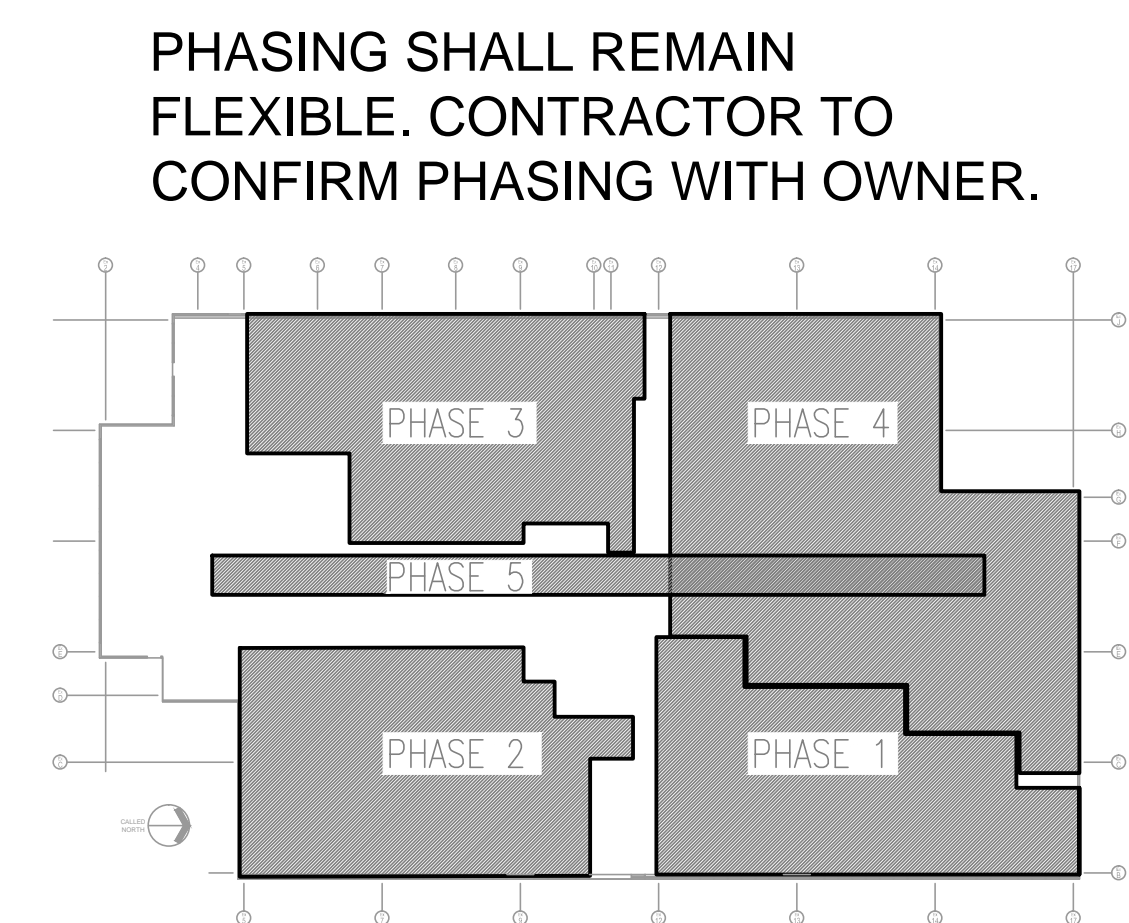 PHASING SHALL REMAIN
FLEXIBLE. CONTRACTOR TO
CONFIRM PHASING WITH OWNER.
PHASE 3
PHASE 4
PHASE 5
PHASE 2
PHASE 1
CALLED
NORTH